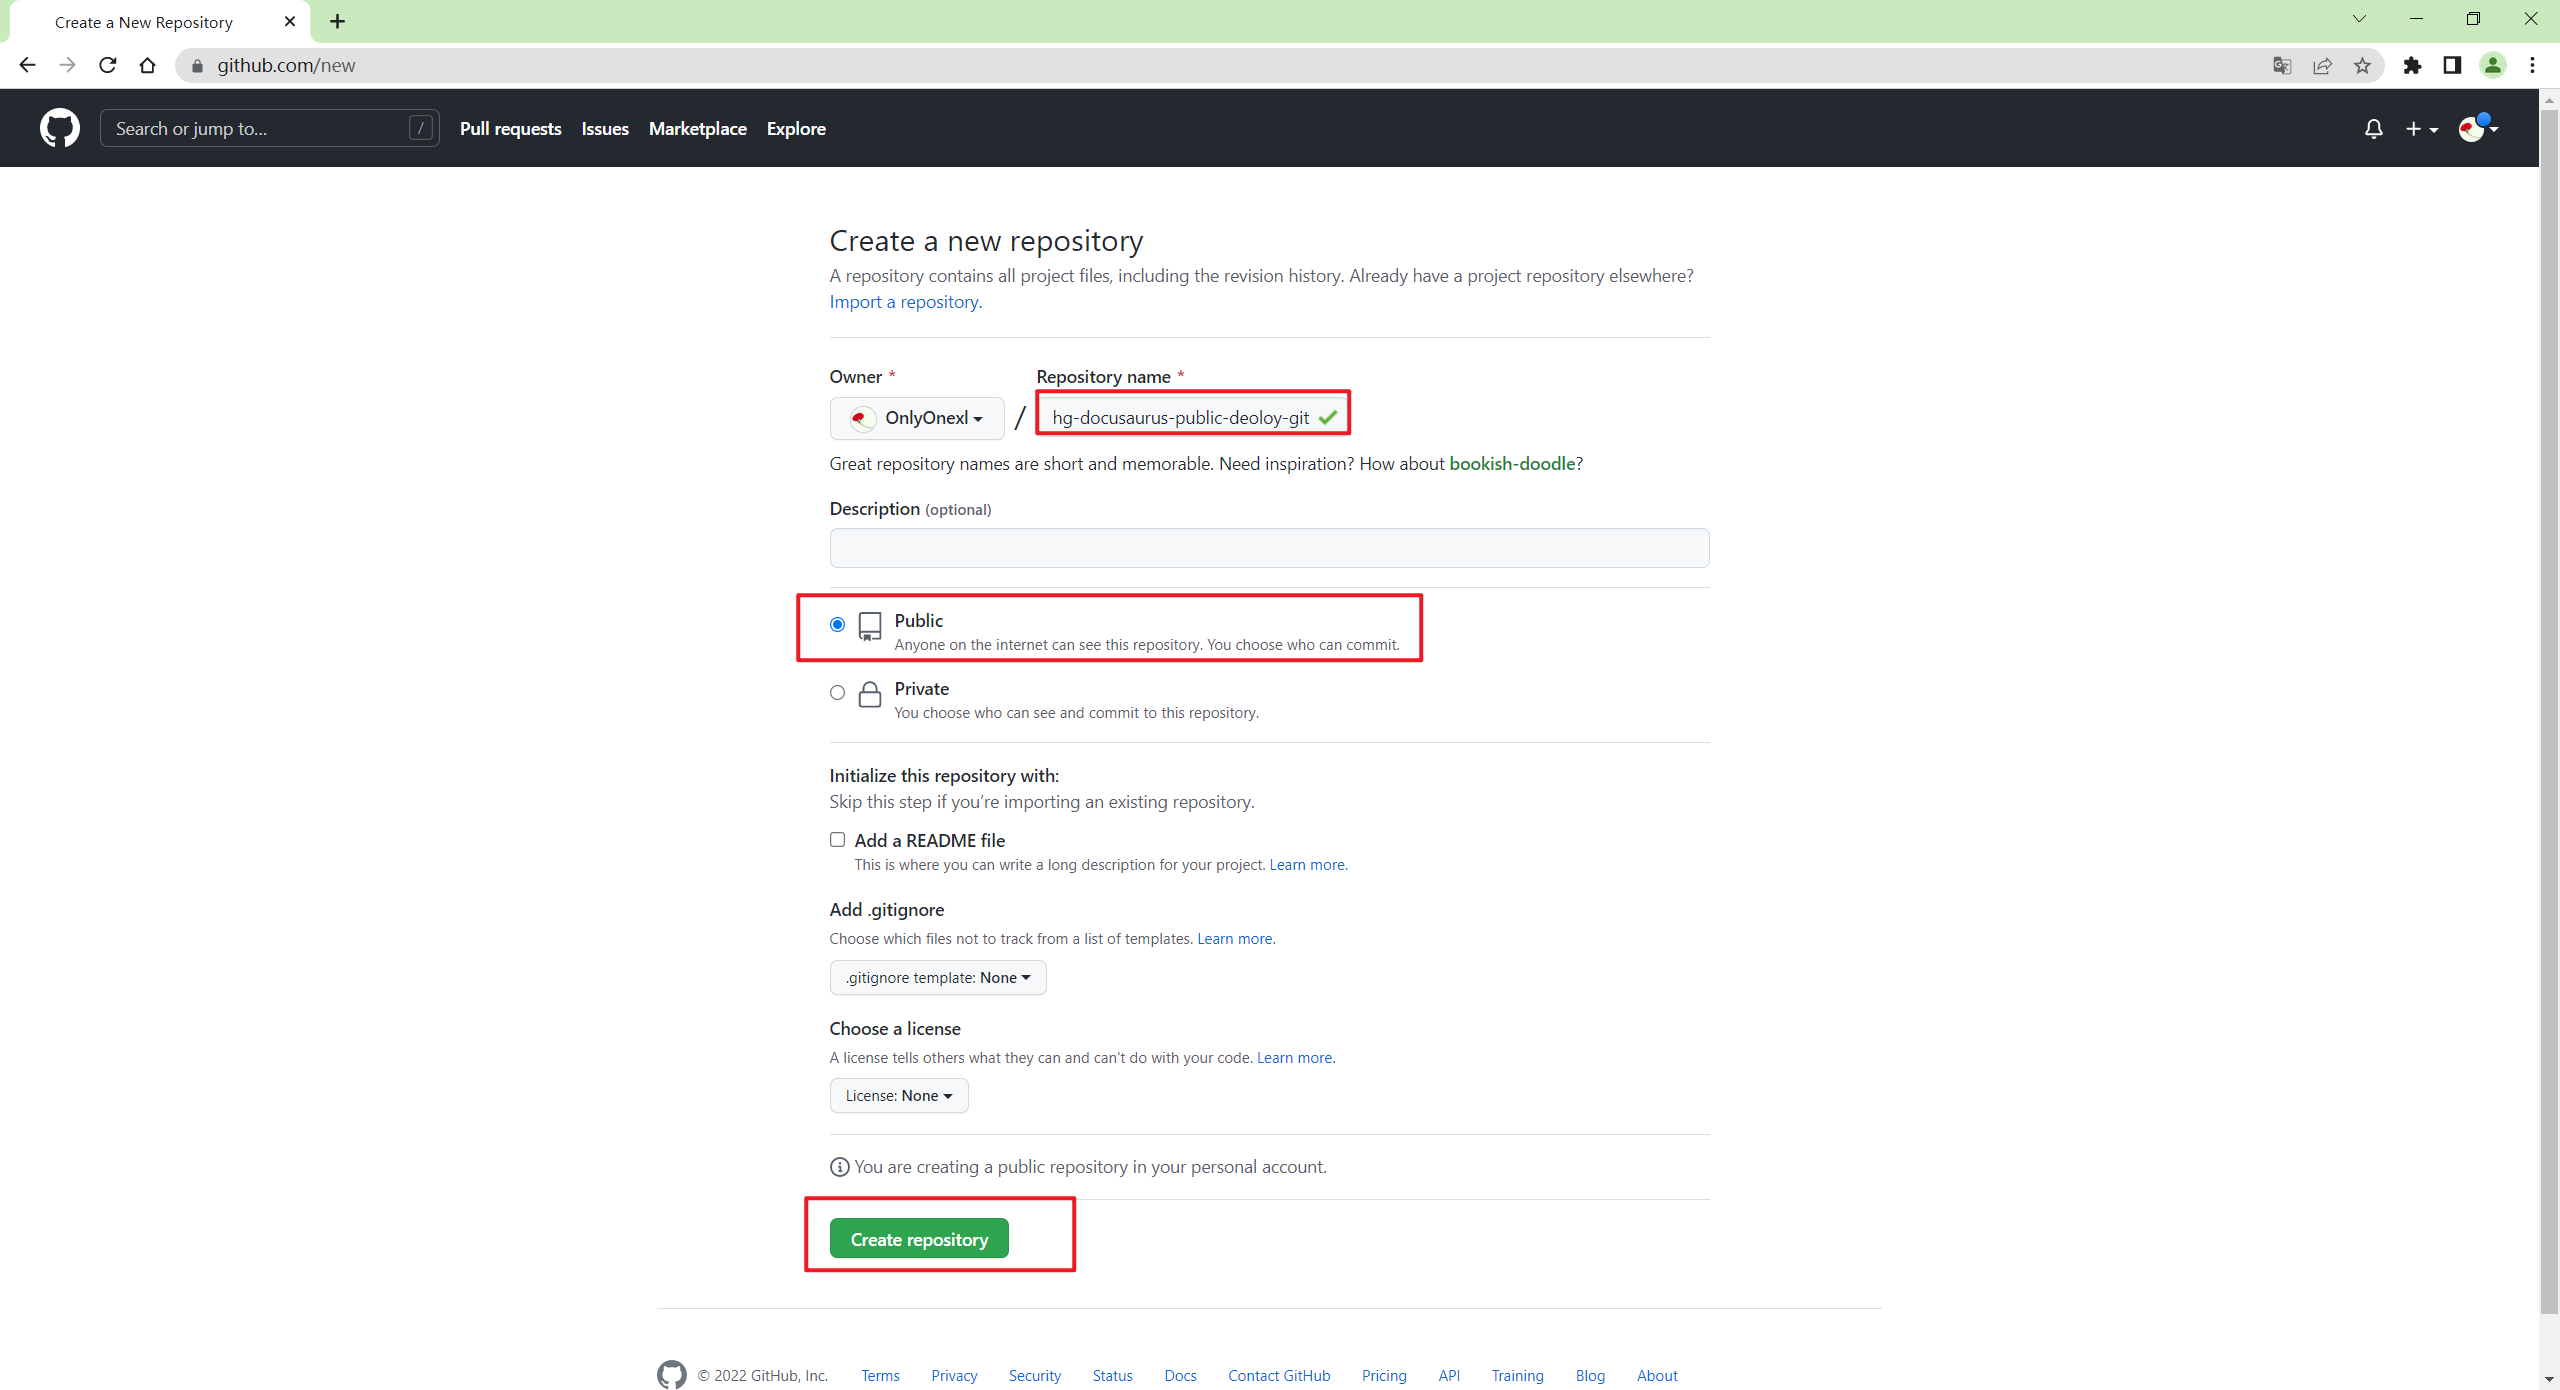 Create a New Repository
github.com/new
Search or jump to... /
Pull requests Issues Marketplace Explore
Create a new repository
A repository contains all project files, including the revision history. Already have a project repository elsewhere?
Import a repository.
Owner * Repository name *
OnlyOnexl / hg-docusaurus-public-deoloy-git
Great repository names are short and memorable. Need inspiration? How about bookish-doodle?
Description (optional)
Public
Anyone on the internet can see this repository. You choose who can commit.
Private
You choose who can see and commit to this repository.
Initialize this repository with:
Skip this step if you’re importing an existing repository.
Add a README file
This is where you can write a long description for your project. Learn more.
Add .gitignore
Choose which files not to track from a list of templates. Learn more.
.gitignore template: None
Choose a license
A license tells others what they can and can't do with your code. Learn more.
License: None
You are creating a public repository in your personal account.
Create repository
© 2022 GitHub, Inc. Terms Privacy Security Status Docs Contact GitHub Pricing API Training Blog About